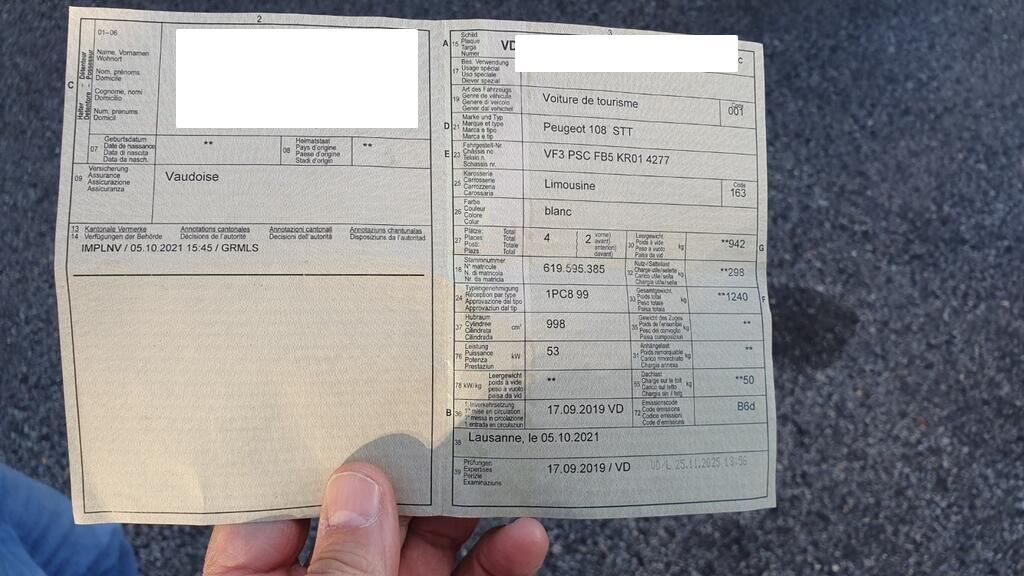 2
01-06
Name, Vornamen
Wohnort
Nom, prénoms
Domicile
Cognome, nomi
Domicilio
Num, prenums
Domicil
C
Halter - Détenteur
Detentore - Possessur
07
Geburtsdatum
Date de naissance
Data di nascita
Data da nasch.
**
08
Heimatstaat
Pays d'origine
Paese d'origine
Stadi d'origin
**
09
Versicherung
Assurance
Assicurazione
Assicuranza
Vaudoise
13 Kantonale Vermerke
14 Verfügungen der Behörde
Annotations cantonales
Décisions de l'autorité
Annotazioni cantonali
Decisioni dell'autorità
Annotaziuns chantunalas
Disposiziuns da l'autoritad
IMPLNV / 05.10.2021 15:45 / GRMLS
3
A 15
Schild
Plaque
Targa
Numer
VD
17
Bes. Verwendung
Usage spécial
Uso speciale
Diever spezial
C
19
Art des Fahrzeugs
Genre de véhicule
Genere di veicolo
Gener dal vehichel
Voiture de tourisme
Code
001
D 21
Marke und Typ
Marque et type
Marca e tipo
Marca e tip
Peugeot 108 STT
E 23
Fahrgestell-Nr.
Châssis no
Telaio n.
Schassis nr.
VF3 PSC FB5 KR01 4277
25
Karosserie
Carrosserie
Carrozzeria
Carossaria
Limousine
Code
163
26
Farbe
Couleur
Colore
Colur
blanc
27
Plätze: Total
Places: Total
Posti: Totale
Plazs: Total
4
2
vorne)
avant)
anteriori)
davant)
30
Leergewicht
Poids à vide
Peso a vuoto
Paisa da vid
kg
**942
G
18
Stammnummer
N° matricule
N. di matricola
Nr. da matricla
619.595.385
32
Nutz-/Sattellast
Charge utile/sellette
Carico utile/sella
Chargia utila/sella
kg
**298
24
Typengenehmigung
Réception par type
Approvazione del tipo
Approvaziun dal tip
1PC8 99
33
Gesamtgewicht
Poids total
Peso totale
Paisa totala
kg
**1240
F
37
Hubraum
Cylindrée
Cilindrata
Cilindrada
cm³
998
35
Gewicht des Zuges
Poids de l'ensemble
Peso del convoglio
Paisa cumposiziun
kg
**
76
Leistung
Puissance
Potenza
Prestaziun
kW
53
31
Anhängelast
Poids remorquable
Carico rimorchiato
Chargia annexa
kg
**
78 kW/kg
Leergewicht
poids à vide
peso a vuoto
paisa da vid
**
55
Dachlast
Charge sur le toit
Carico sul tetto
Chargia sin il tetg
kg
**50
B 36
1. Inverkehrsetzung
1re mise en circulation
1a messa in circolazione
1. entrada en circulaziun
17.09.2019 VD
72
Emissionscode
Code émissions
Codice emissioni
Code d'emissiuns
B6d
38
Lausanne, le 05.10.2021
39
Prüfungen
Expertises
Perizie
Examinaziuns
17.09.2019 / VD
VD/L 25.11.2025 13:56